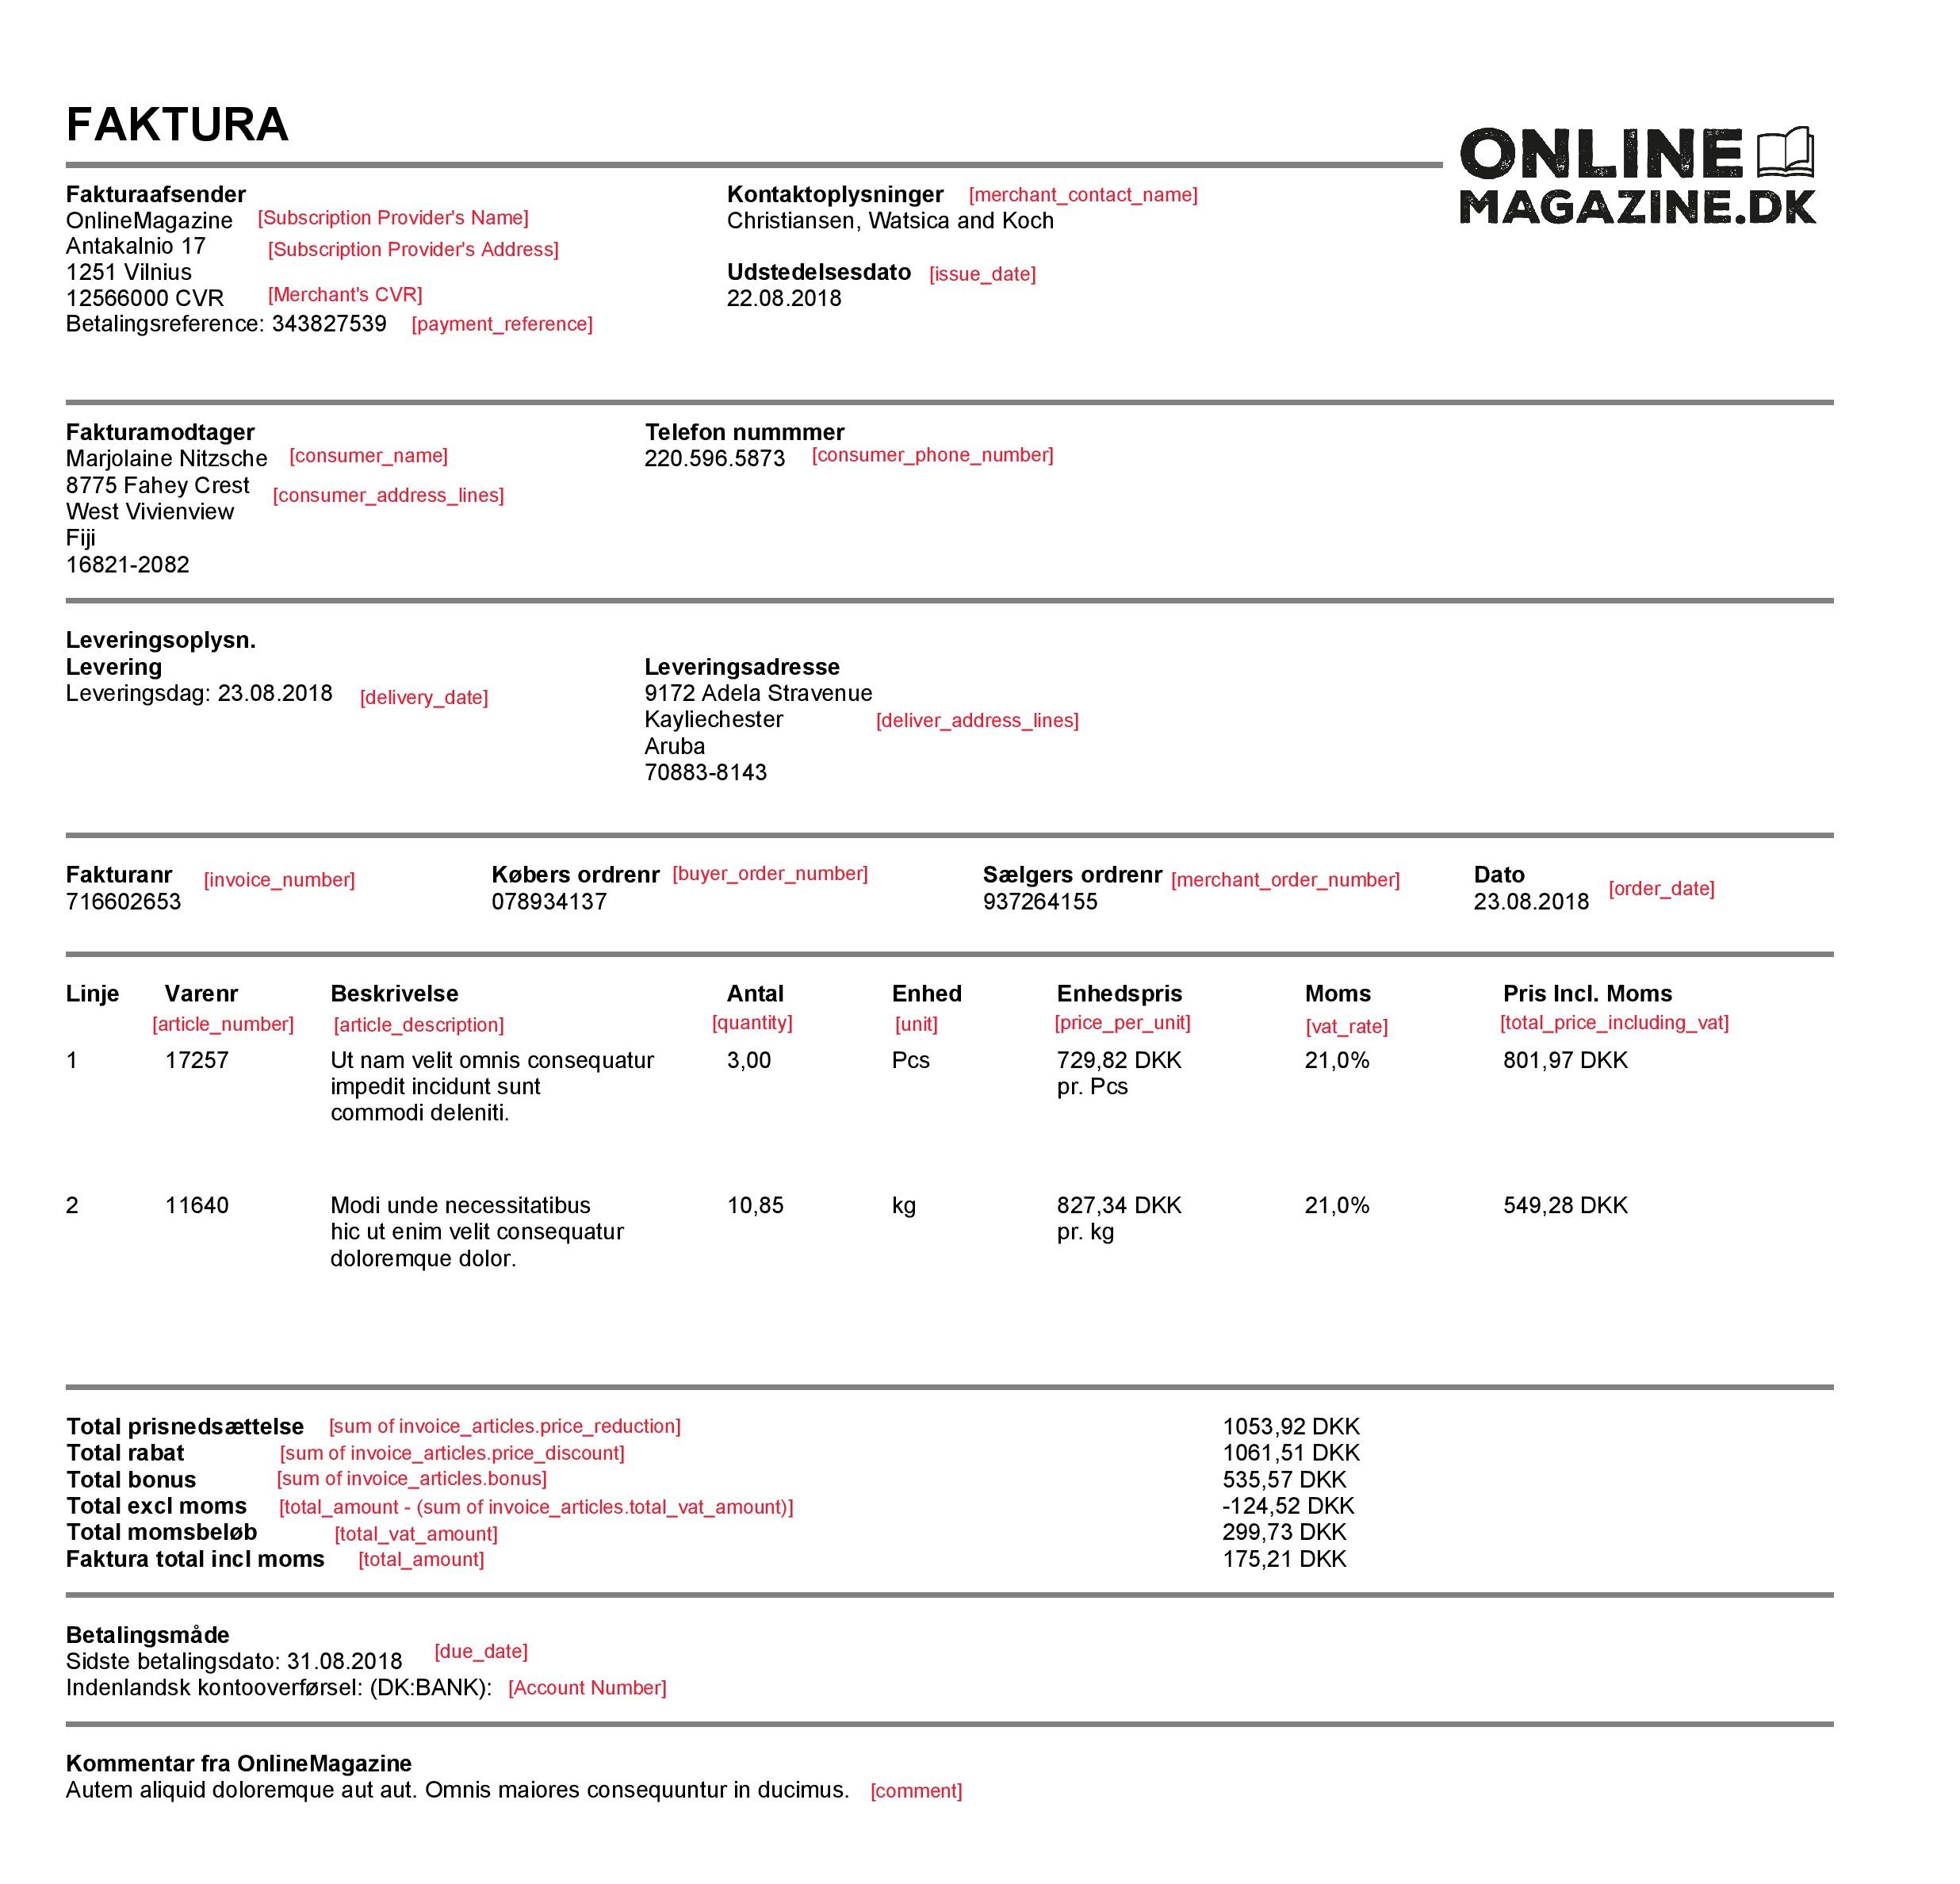 FAKTURA
ONLINE
MAGAZINE.DK
Fakturaafsender
OnlineMagazine [Subscription Provider's Name]
Antakalnio 17 [Subscription Provider's Address]
1251 Vilnius
12566000 CVR [Merchant's CVR]
Betalingsreference: 343827539 [payment_reference]
Kontaktoplysninger [merchant_contact_name]
Christiansen, Watsica and Koch
Udstedelsesdato [issue_date]
22.08.2018
Fakturamodtager
Marjolaine Nitzsche [consumer_name]
8775 Fahey Crest [consumer_address_lines]
West Vivienview
Fiji
16821-2082
Telefon nummmer
220.596.5873 [consumer_phone_number]
Leveringsoplysn.
Levering
Leveringsdag: 23.08.2018 [delivery_date]
Leveringsadresse
9172 Adela Stravenue
Kayliechester [deliver_address_lines]
Aruba
70883-8143
Fakturanr [invoice_number]
716602653
Købers ordrenr [buyer_order_number]
078934137
Sælgers ordrenr [merchant_order_number]
937264155
Dato [order_date]
23.08.2018
Linje Varenr Beskrivelse Antal Enhed Enhedspris Moms Pris Incl. Moms
[article_number] [article_description] [quantity] [unit] [price_per_unit] [vat_rate] [total_price_including_vat]
1 17257 Ut nam velit omnis consequatur 3,00 Pcs 729,82 DKK 21,0% 801,97 DKK
impedit incidunt sunt pr. Pcs
commodi deleniti.
2 11640 Modi unde necessitatibus 10,85 kg 827,34 DKK 21,0% 549,28 DKK
hic ut enim velit consequatur pr. kg
doloremque dolor.
Total prisnedsættelse [sum of invoice_articles.price_reduction] 1053,92 DKK
Total rabat [sum of invoice_articles.price_discount] 1061,51 DKK
Total bonus [sum of invoice_articles.bonus] 535,57 DKK
Total excl moms [total_amount - (sum of invoice_articles.total_vat_amount)] -124,52 DKK
Total momsbeløb [total_vat_amount] 299,73 DKK
Faktura total incl moms [total_amount] 175,21 DKK
Betalingsmåde
Sidste betalingsdato: 31.08.2018 [due_date]
Indenlandsk kontooverførsel: (DK:BANK): [Account Number]
Kommentar fra OnlineMagazine
Autem aliquid doloremque aut aut. Omnis maiores consequuntur in ducimus. [comment]